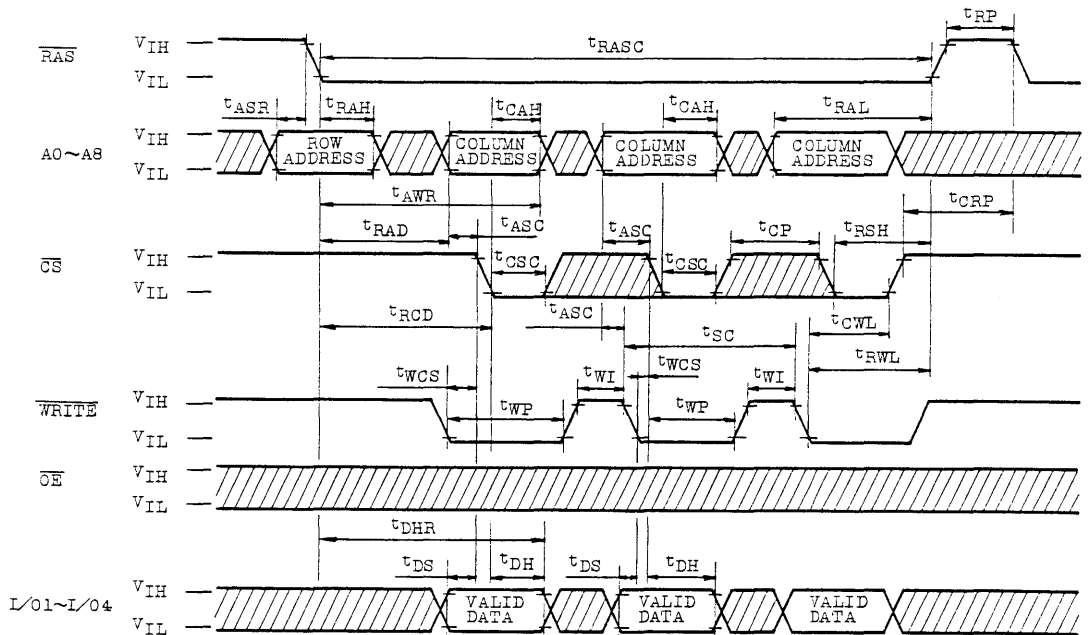 tRP
RAS VIH tRASC
VIL
tASR tRAH tCAH tCAH tRAL
A0~A8 VIH ROW ADDRESS COLUMN ADDRESS COLUMN ADDRESS COLUMN ADDRESS
VIL
tAWR tCRP
tRAD tASC tASC tCP tRSH
CS VIH tCSC tCSC
VIL
tRCD tASC tSC tCWL
tRWL
tWCS tWI tWCS tWI
WRITE VIH tWP tWP
VIL
OE VIH
VIL
tDHR
tDS tDH tDS tDH
I/O1~I/O4 VIH VALID DATA VALID DATA VALID DATA
VIL